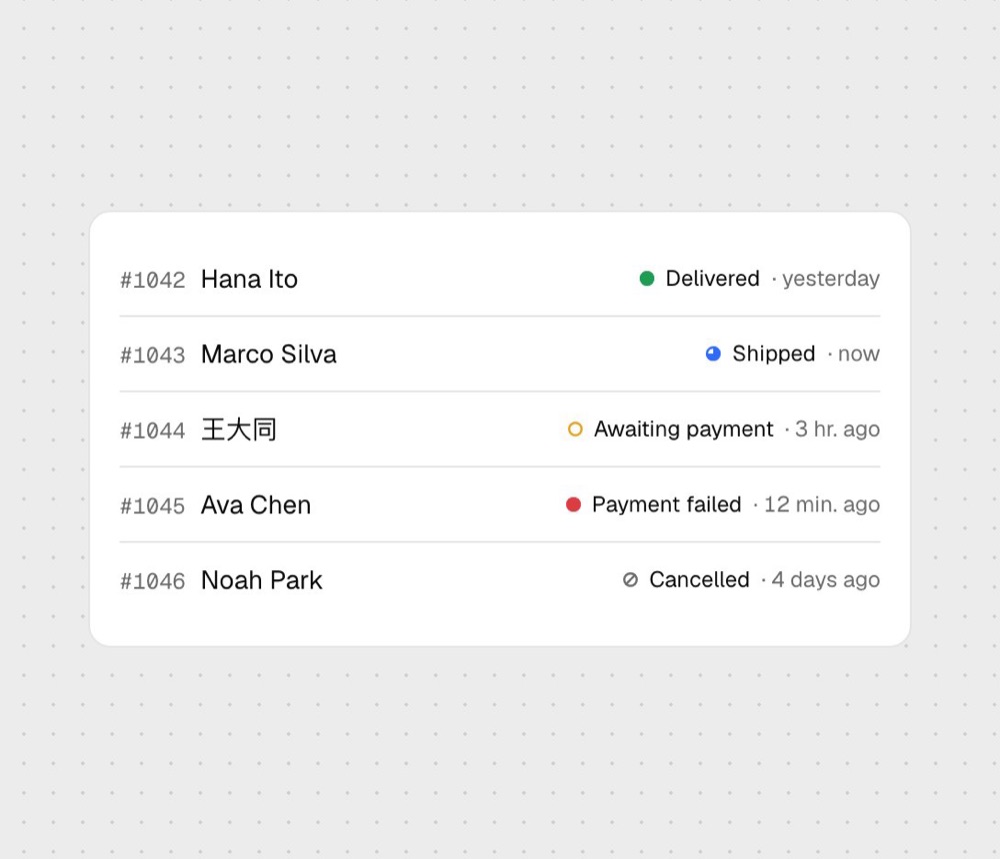 #1042 Hana Ito Delivered · yesterday
#1043 Marco Silva Shipped · now
#1044 王大同 Awaiting payment · 3 hr. ago
#1045 Ava Chen Payment failed · 12 min. ago
#1046 Noah Park Cancelled · 4 days ago